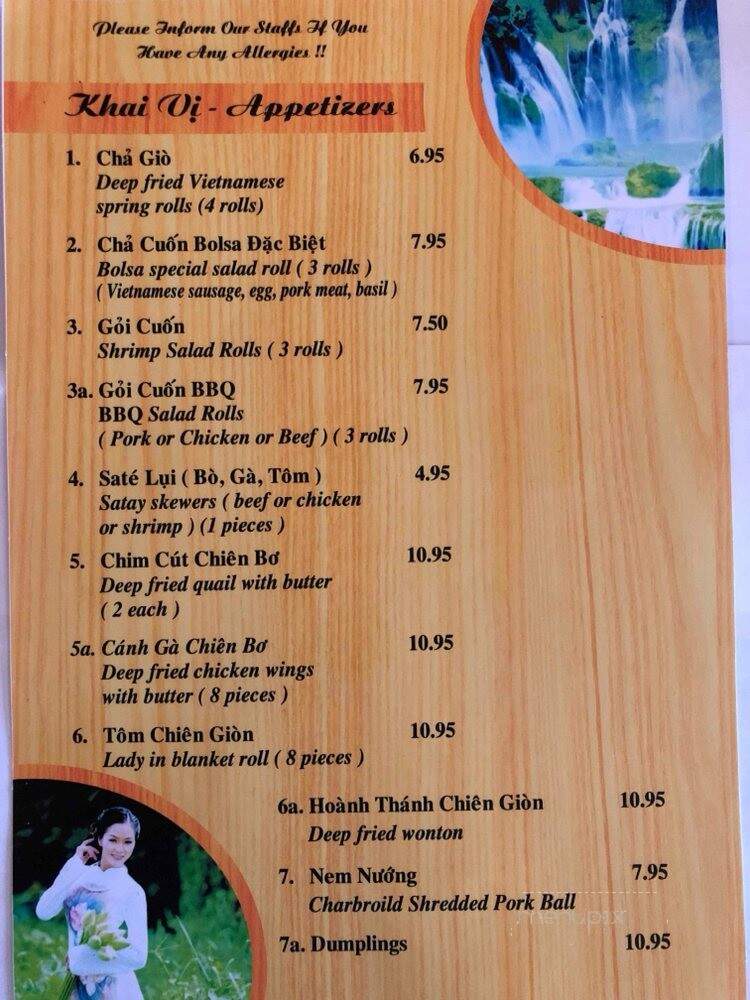 Please Inform Our Staffs If You
Have Any Allergies !!
Khai Vị - Appetizers
1. Chả Giò 6.95
Deep fried Vietnamese
spring rolls (4 rolls)
2. Chả Cuốn Bolsa Đặc Biệt 7.95
Bolsa special salad roll ( 3 rolls )
( Vietnamese sausage, egg, pork meat, basil )
3. Gỏi Cuốn 7.50
Shrimp Salad Rolls ( 3 rolls )
3a. Gỏi Cuốn BBQ 7.95
BBQ Salad Rolls
( Pork or Chicken or Beef ) ( 3 rolls )
4. Saté Lụi ( Bò, Gà, Tôm ) 4.95
Satay skewers ( beef or chicken
or shrimp ) (1 pieces )
5. Chim Cút Chiên Bơ 10.95
Deep fried quail with butter
( 2 each )
5a. Cánh Gà Chiên Bơ 10.95
Deep fried chicken wings
with butter ( 8 pieces )
6. Tôm Chiên Giòn 10.95
Lady in blanket roll ( 8 pieces )
6a. Hoành Thánh Chiên Giòn 10.95
Deep fried wonton
7. Nem Nướng 7.95
Charbroild Shredded Pork Ball
7a. Dumplings 10.95